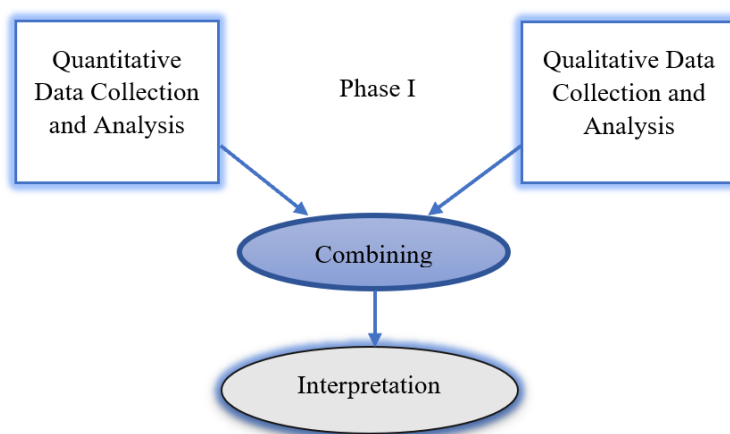 Quantitative
Data Collection
and Analysis
Phase I
Qualitative Data
Collection and
Analysis
Combining
Interpretation